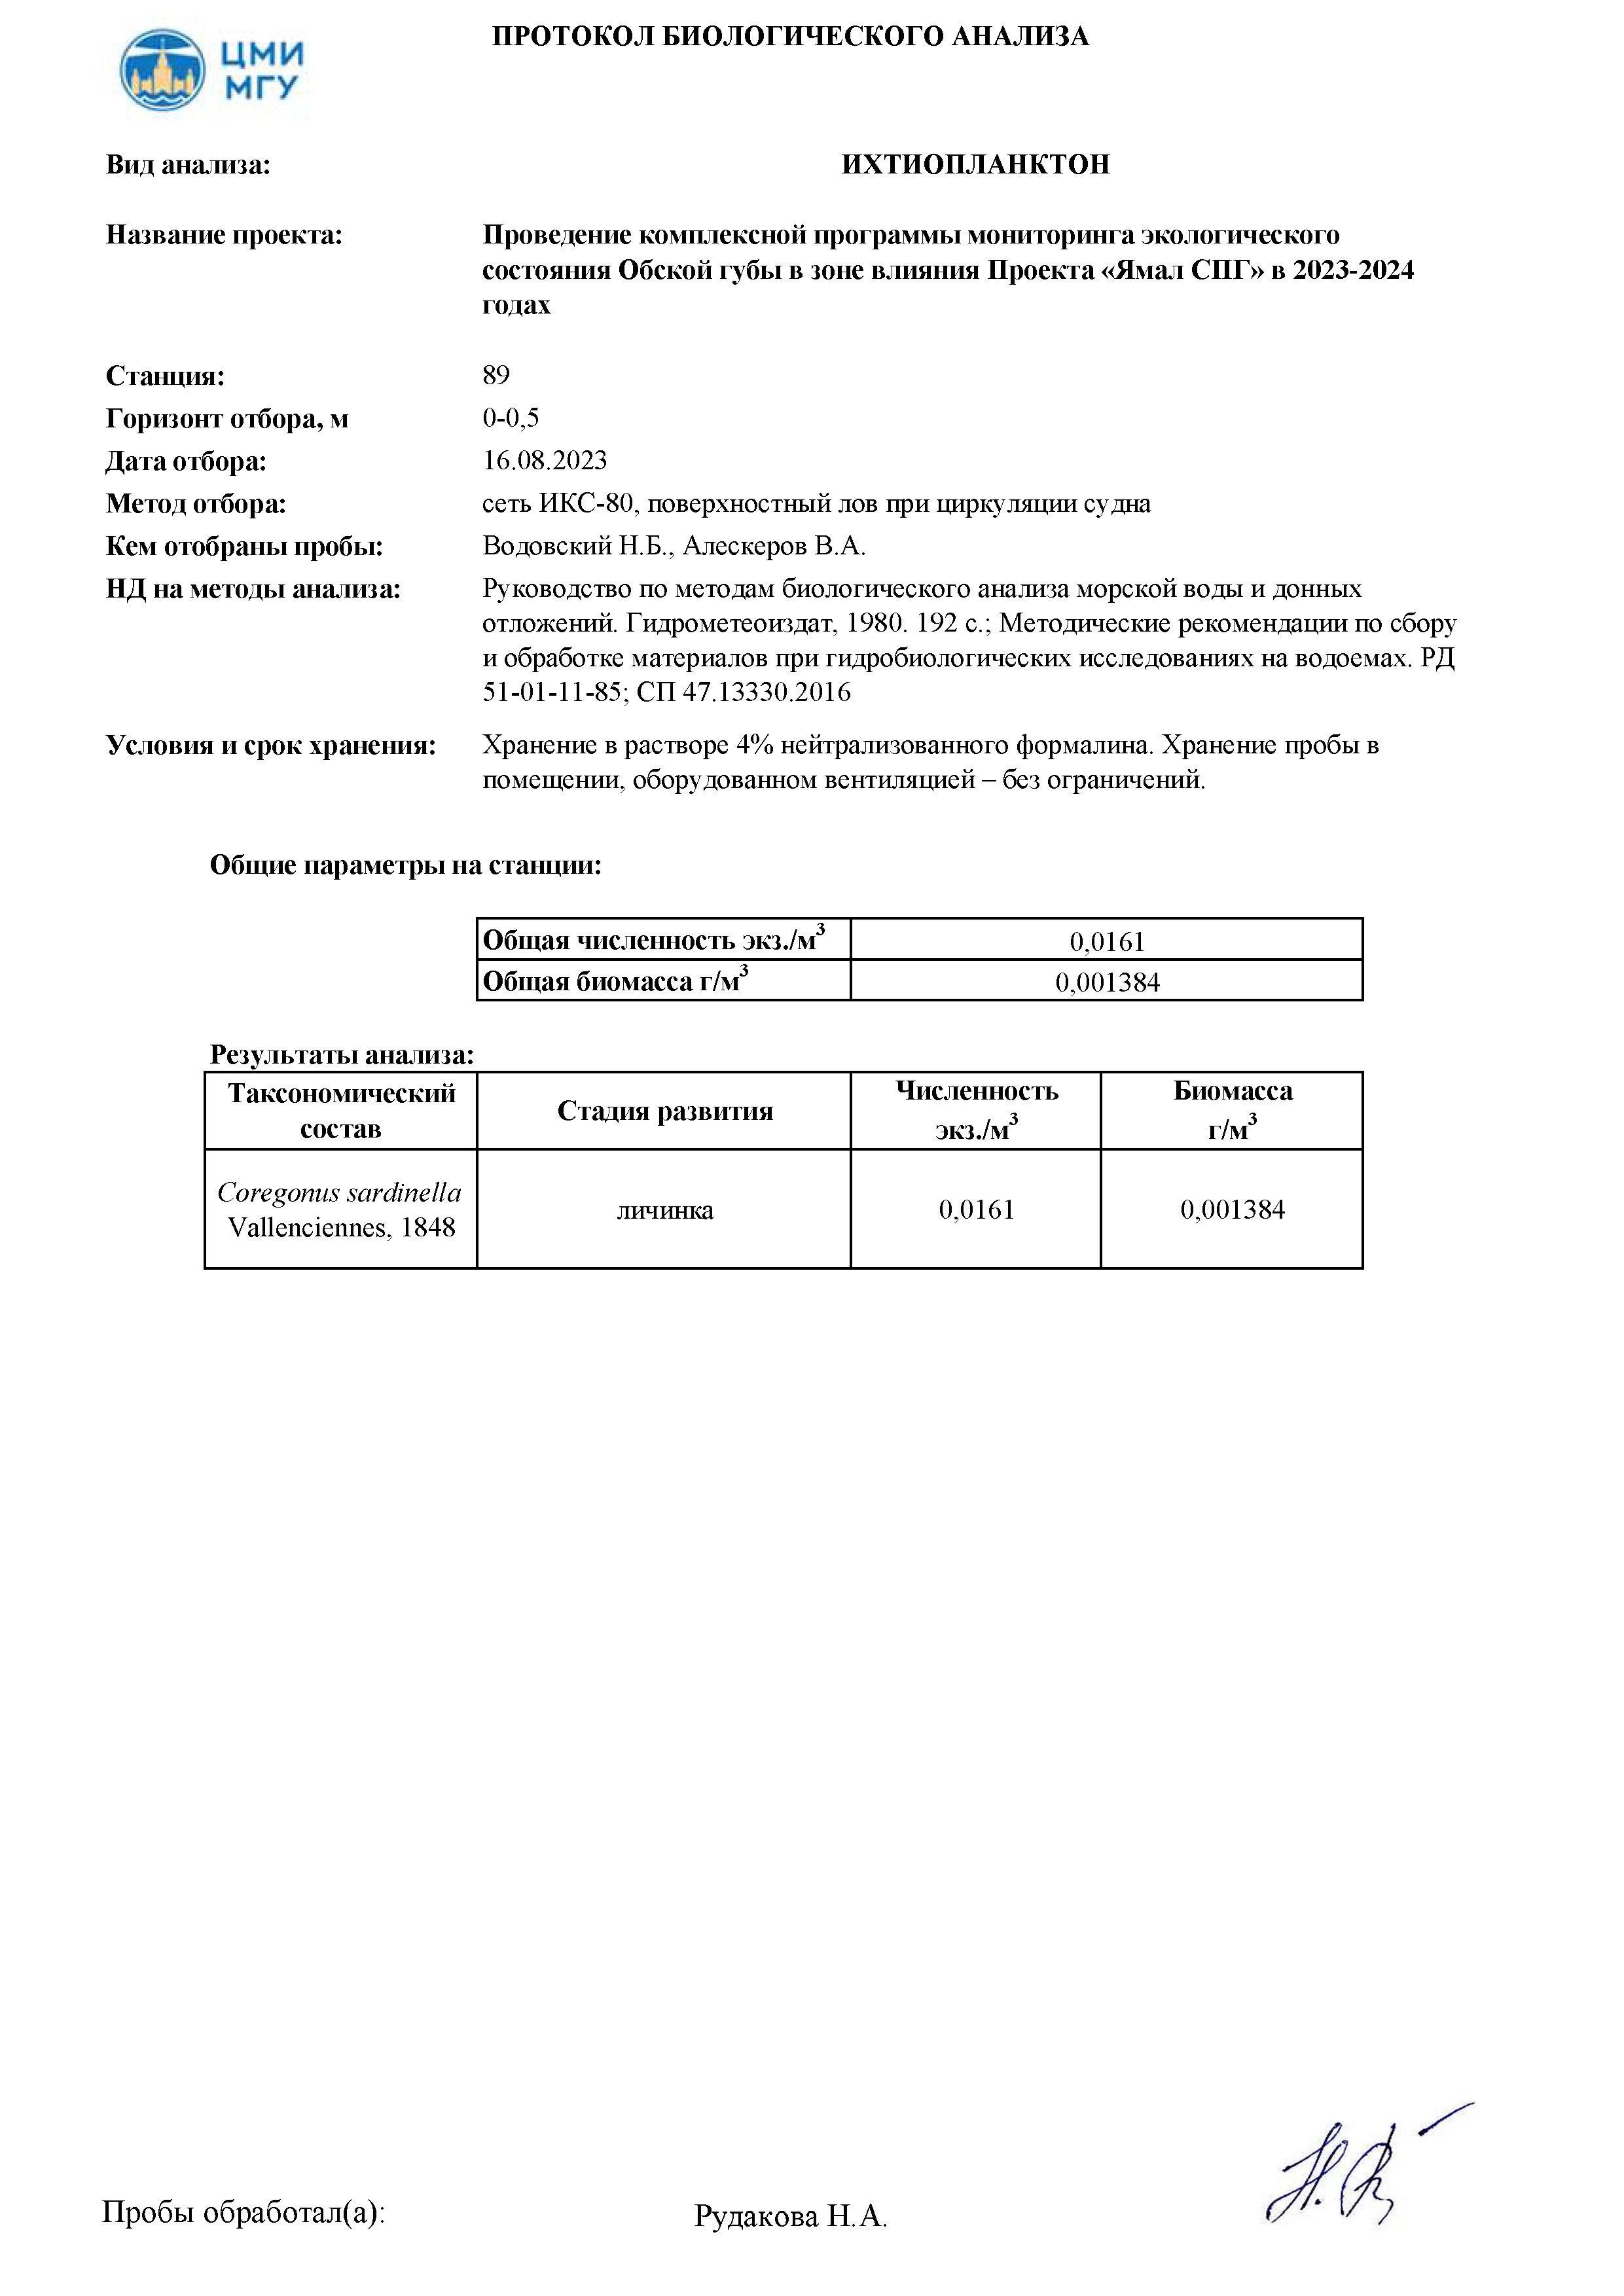 ЦМИ
МГУ
ПРОТОКОЛ БИОЛОГИЧЕСКОГО АНАЛИЗА
Вид анализа: ИХТИОПЛАНКТОН
Название проекта: Проведение комплексной программы мониторинга экологического
состояния Обской губы в зоне влияния Проекта «Ямал СПГ» в 2023-2024
годах
Станция: 89
Горизонт отбора, м 0-0,5
Дата отбора: 16.08.2023
Метод отбора: сеть ИКС-80, поверхностный лов при циркуляции судна
Кем отобраны пробы: Водовский Н.Б., Алескеров В.А.
НД на методы анализа: Руководство по методам биологического анализа морской воды и донных
отложений. Гидрометеоиздат, 1980. 192 с.; Методические рекомендации по сбору
и обработке материалов при гидробиологических исследованиях на водоемах. РД
51-01-11-85; СП 47.13330.2016
Условия и срок хранения: Хранение в растворе 4% нейтрализованного формалина. Хранение пробы в
помещении, оборудованном вентиляцией – без ограничений.
Общие параметры на станции:
Общая численность экз./м³ 0,0161
Общая биомасса г/м³ 0,001384
Результаты анализа:
Таксономический состав Стадия развития Численность экз./м³ Биомасса г/м³
Coregonus sardinella
Vallenciennes, 1848 личинка 0,0161 0,001384
Пробы обработал(а): Рудакова Н.А.